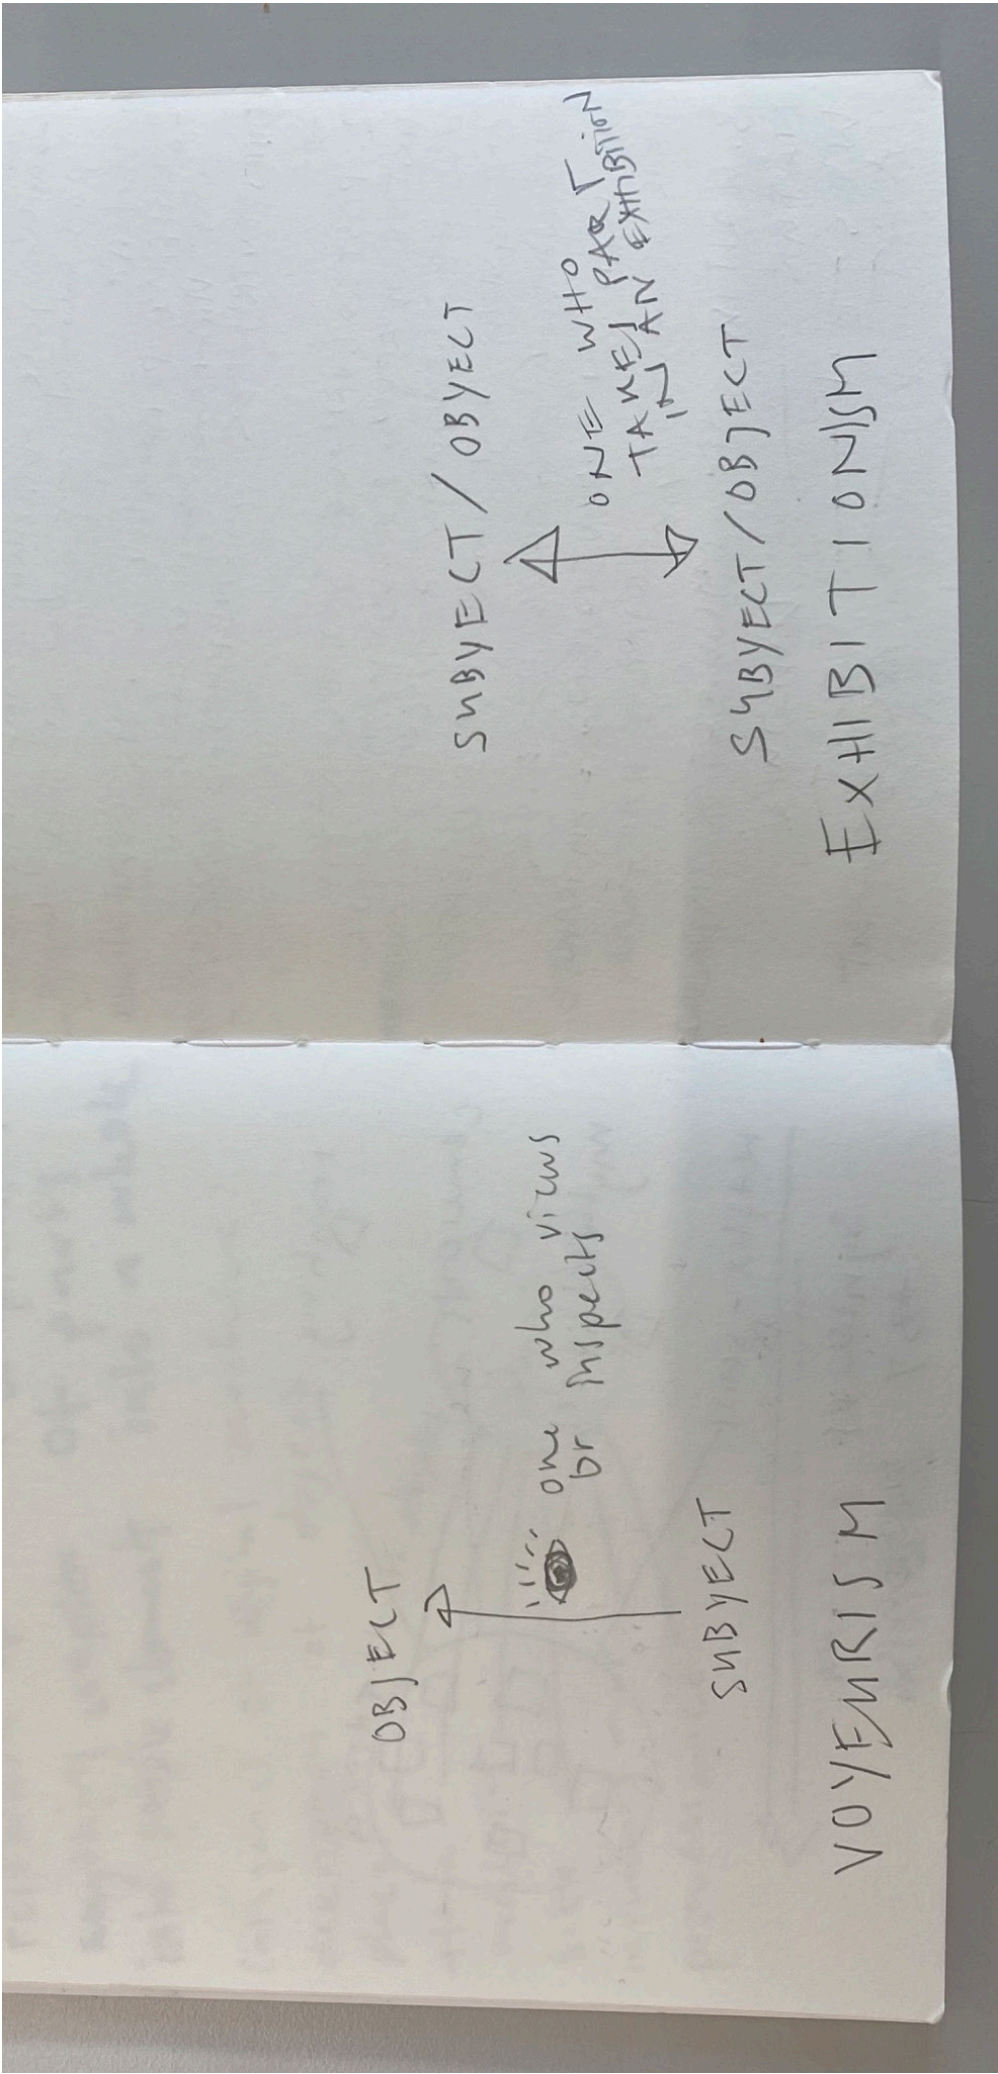 OBJECT
one who views
or inspects
SUBYECT
VOYEURISM
SUBYECT / OBYECT
ONE WHO
TAKES PART
IN AN EXHIBITION
SUBYECT / OBJECT
EXHIBITIONISM